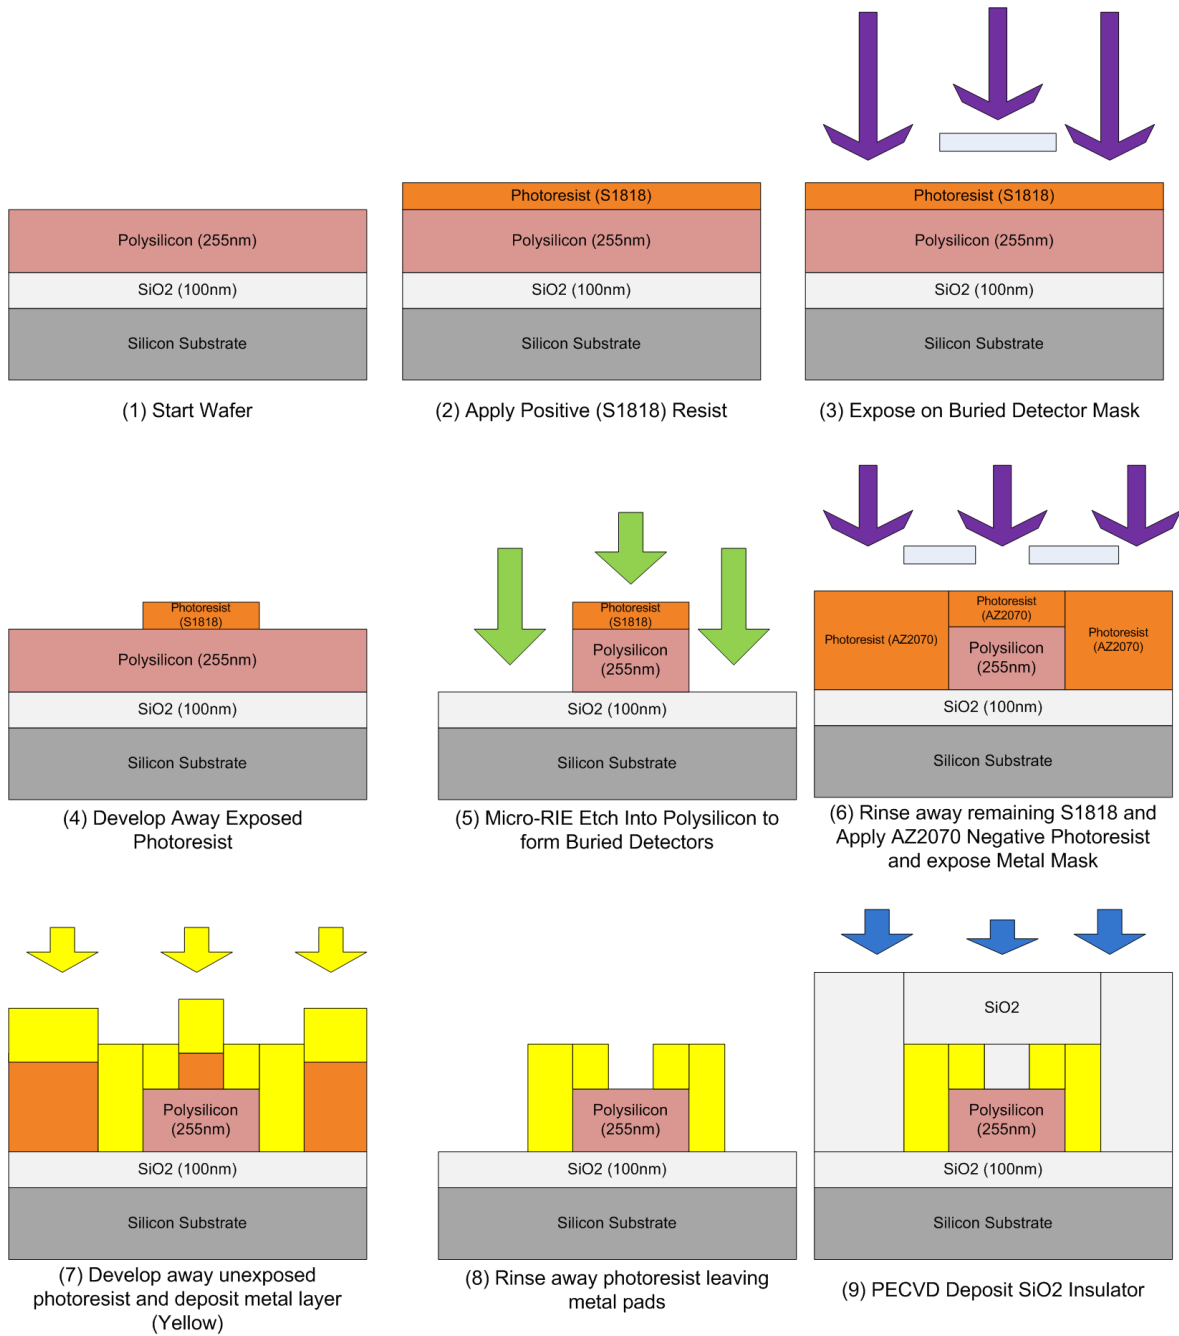 Polysilicon (255nm)
SiO2 (100nm)
Silicon Substrate
(1) Start Wafer
Photoresist (S1818)
Polysilicon (255nm)
SiO2 (100nm)
Silicon Substrate
(2) Apply Positive (S1818) Resist
Photoresist (S1818)
Polysilicon (255nm)
SiO2 (100nm)
Silicon Substrate
(3) Expose on Buried Detector Mask
Photoresist
(S1818)
Polysilicon (255nm)
SiO2 (100nm)
Silicon Substrate
(4) Develop Away Exposed
Photoresist
Photoresist
(S1818)
Polysilicon
(255nm)
SiO2 (100nm)
Silicon Substrate
(5) Micro-RIE Etch Into Polysilicon to
form Buried Detectors
Photoresist (AZ2070)
Photoresist
(AZ2070)
Polysilicon
(255nm)
Photoresist
(AZ2070)
SiO2 (100nm)
Silicon Substrate
(6) Rinse away remaining S1818 and
Apply AZ2070 Negative Photoresist
and expose Metal Mask
Polysilicon
(255nm)
SiO2 (100nm)
Silicon Substrate
(7) Develop away unexposed
photoresist and deposit metal layer
(Yellow)
Polysilicon
(255nm)
SiO2 (100nm)
Silicon Substrate
(8) Rinse away photoresist leaving
metal pads
SiO2
Polysilicon
(255nm)
SiO2 (100nm)
Silicon Substrate
(9) PECVD Deposit SiO2 Insulator